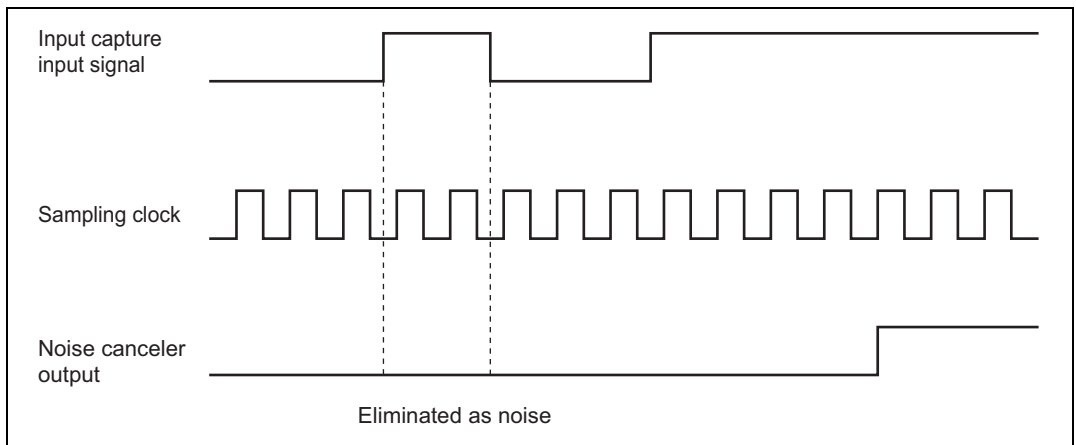 Input capture
input signal
Sampling clock
Noise canceler
output
Eliminated as noise